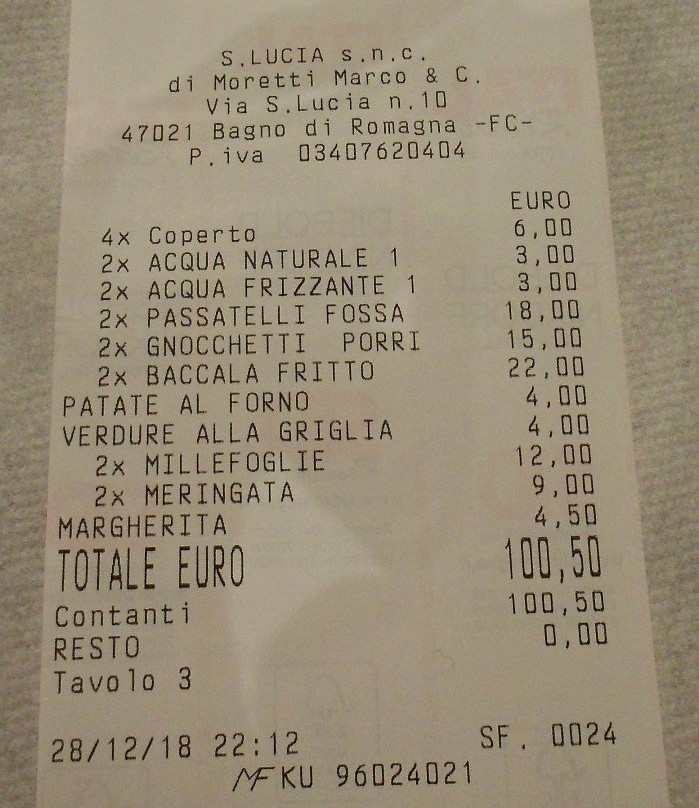 S.LUCIA s.n.c.
di Moretti Marco & C.
Via S.Lucia n.10
47021 Bagno di Romagna -FC-
P.iva 03407620404
EURO
4x Coperto 6,00
2x ACQUA NATURALE 1 3,00
2x ACQUA FRIZZANTE 1 3,00
2x PASSATELLI FOSSA 18,00
2x GNOCCHETTI PORRI 15,00
2x BACCALA FRITTO 22,00
PATATE AL FORNO 4,00
VERDURE ALLA GRIGLIA 4,00
2x MILLEFOGLIE 12,00
2x MERINGATA 9,00
MARGHERITA 4,50
TOTALE EURO 100,50
Contanti 100,50
RESTO 0,00
Tavolo 3
28/12/18 22:12 SF. 0024
MF KU 96024021